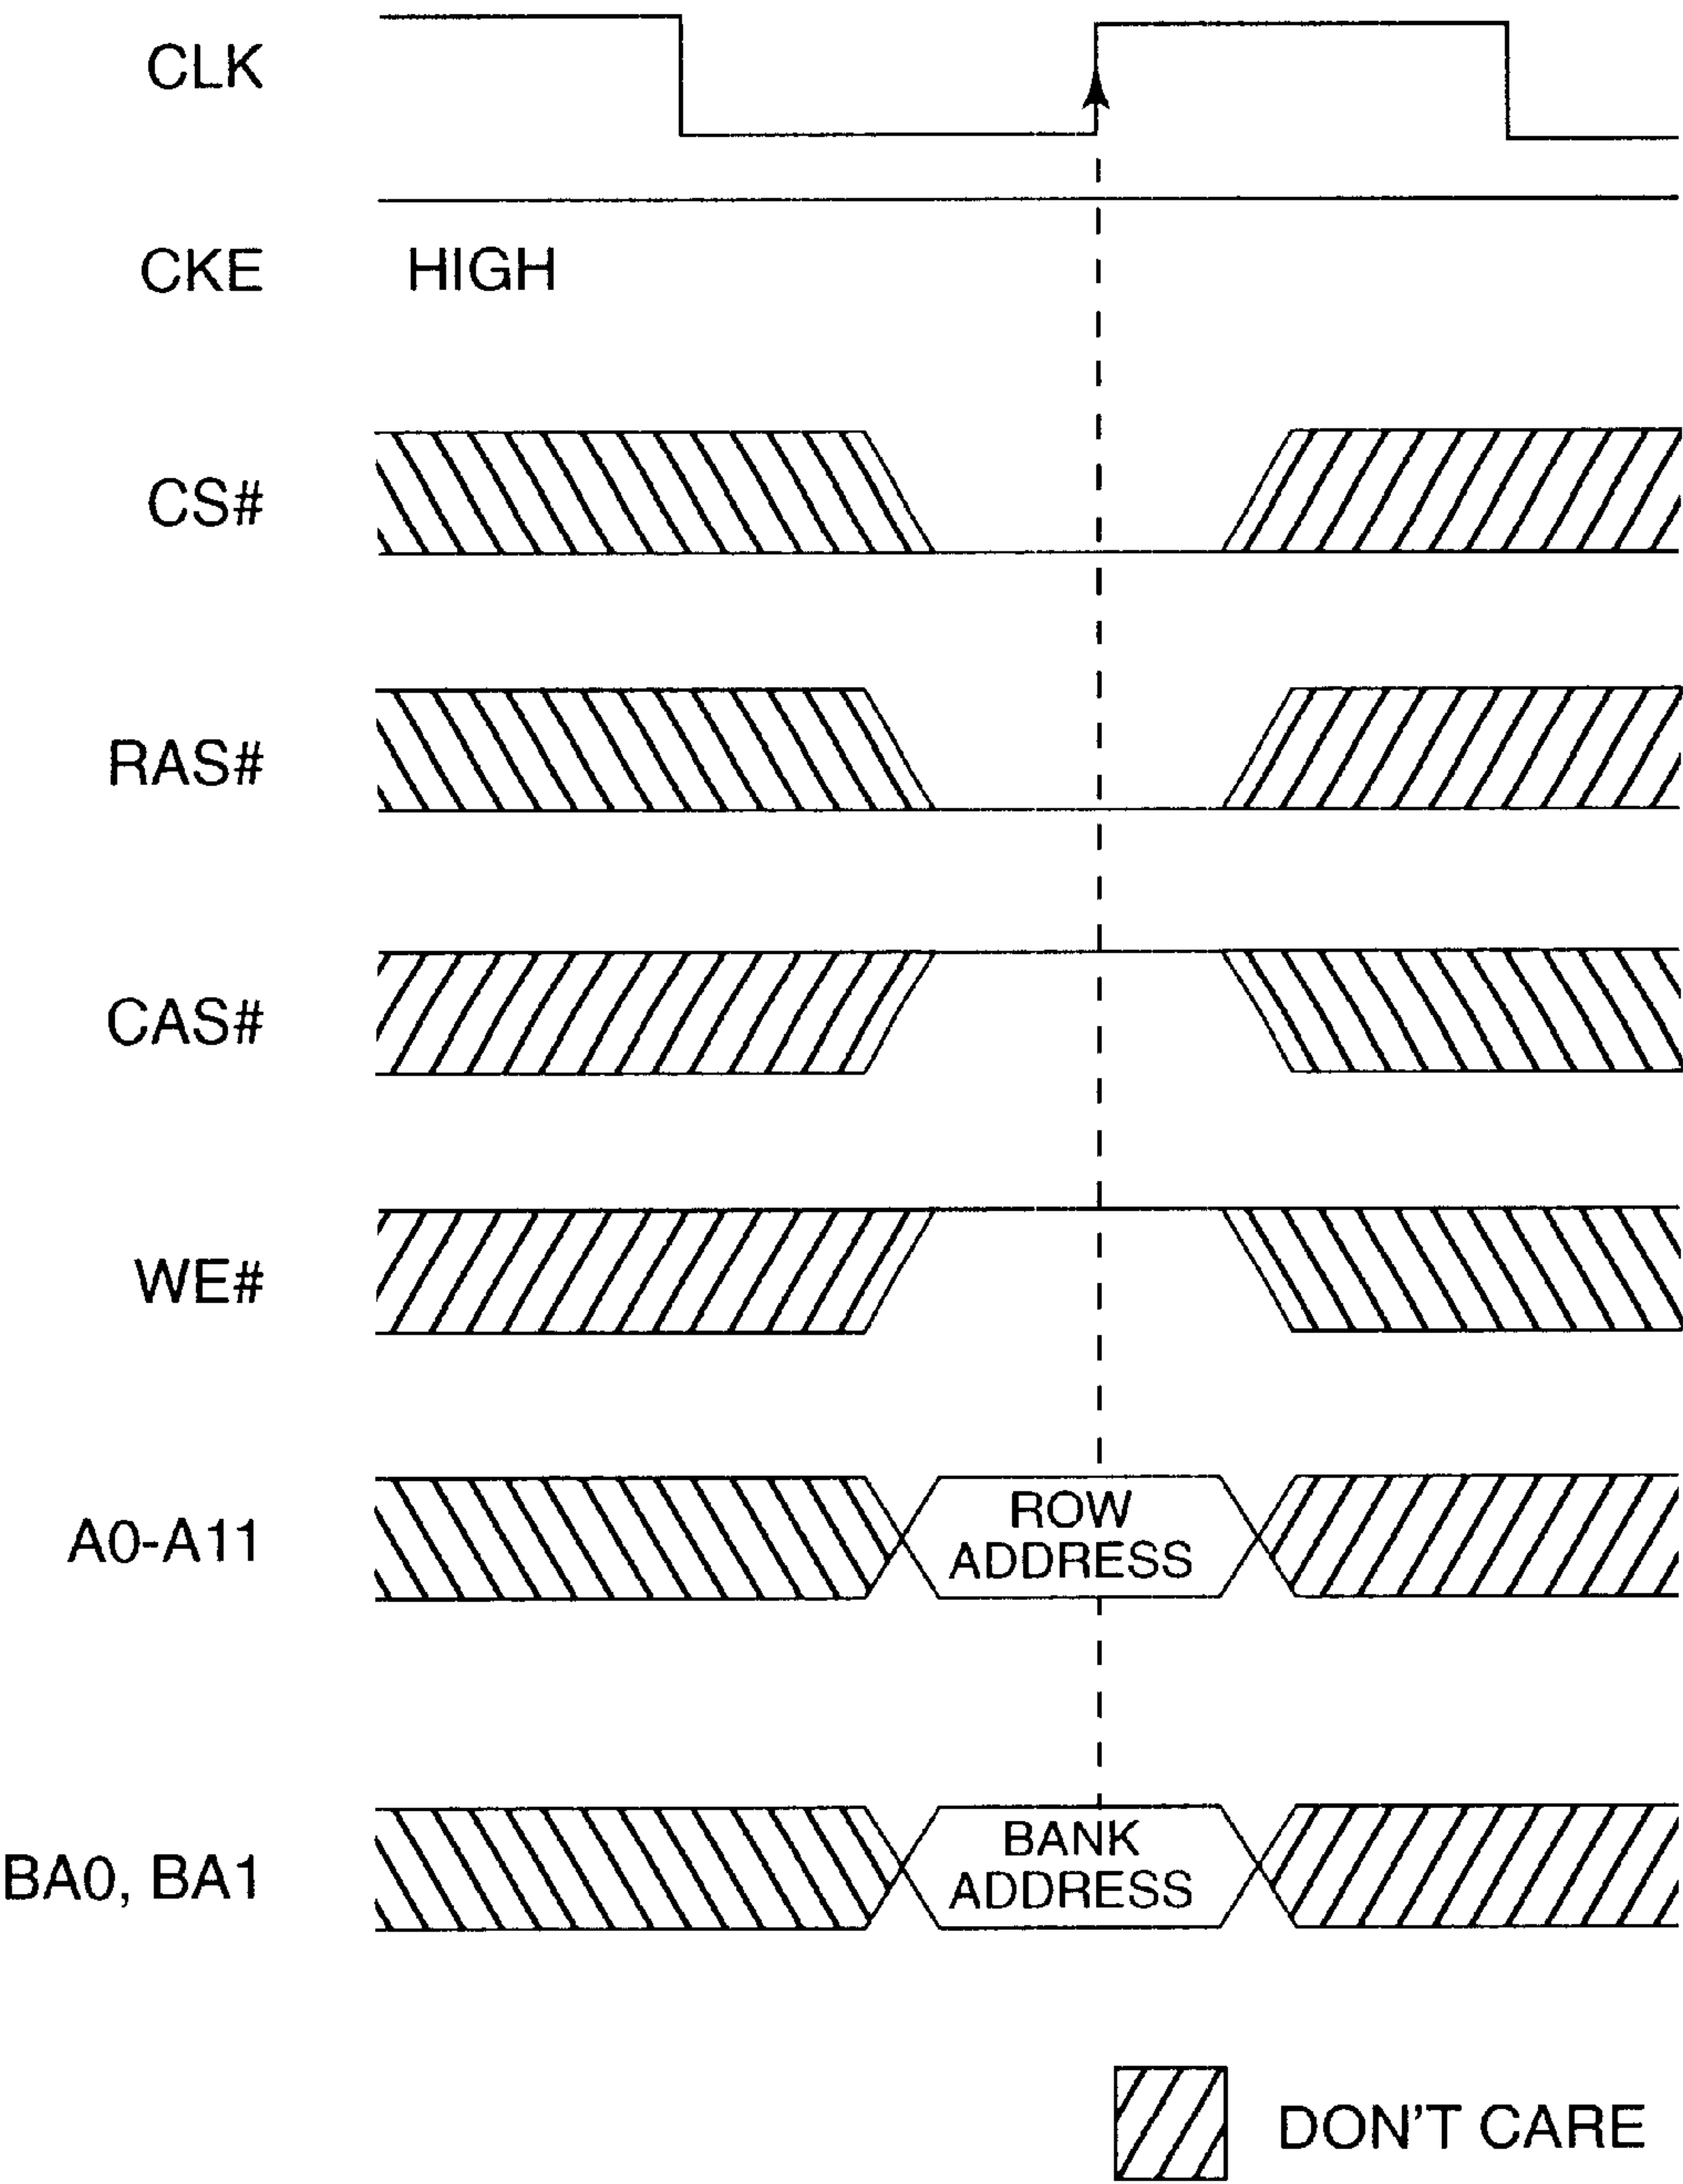 CLK
CKE HIGH
CS#
RAS#
CAS#
WE#
A0-A11
ROW
ADDRESS
BA0, BA1
BANK
ADDRESS
DON'T CARE